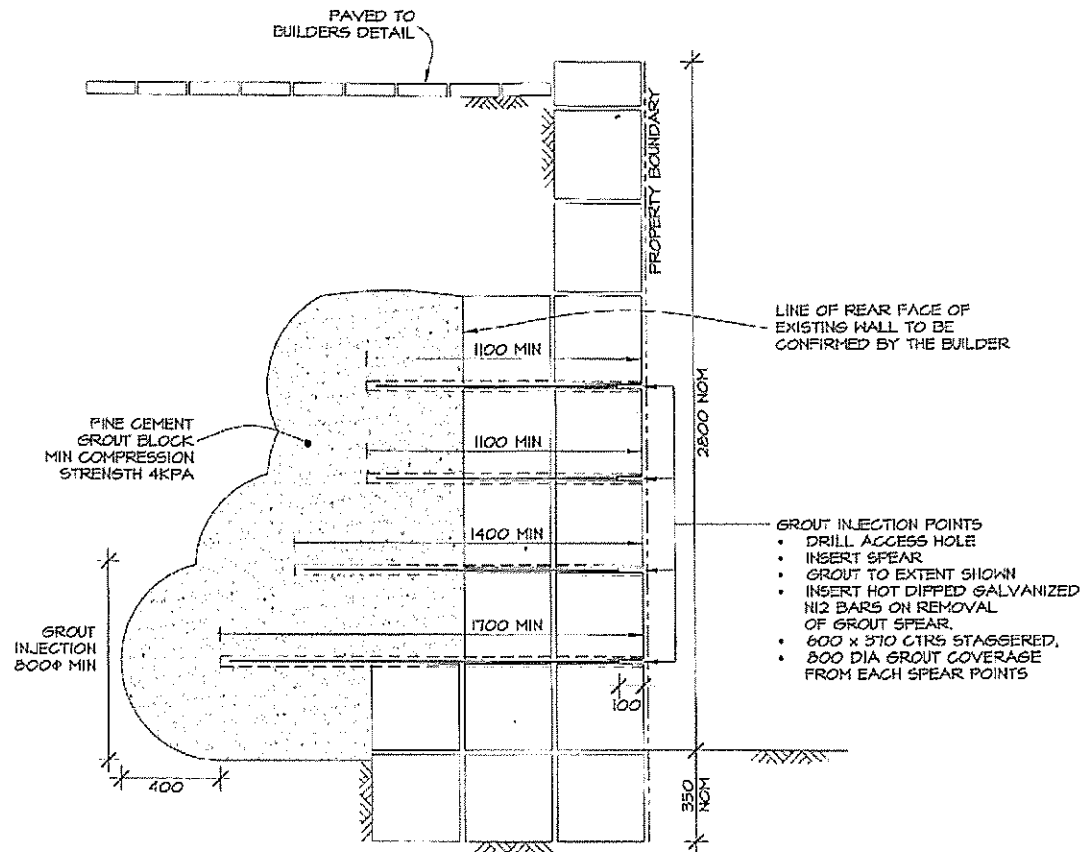 PAVED TO
BUILDERS DETAIL
PROPERTY BOUNDARY
LINE OF REAR FACE OF
EXISTING WALL TO BE
CONFIRMED BY THE BUILDER
1100 MIN
2800 NOM
FINE CEMENT
GROUT BLOCK
MIN COMPRESSION
STRENGTH 4KPA
1100 MIN
1400 MIN
GROUT INJECTION POINTS
• DRILL ACCESS HOLE
• INSERT SPEAR
• GROUT TO EXTENT SHOWN
• INSERT HOT DIPPED GALVANIZED
N12 BARS ON REMOVAL
OF GROUT SPEAR.
• 600 x 370 CTRS STAGGERED,
• 800 DIA GROUT COVERAGE
FROM EACH SPEAR POINTS
1700 MIN
GROUT
INJECTION
800Φ MIN
100
400
350
NOM